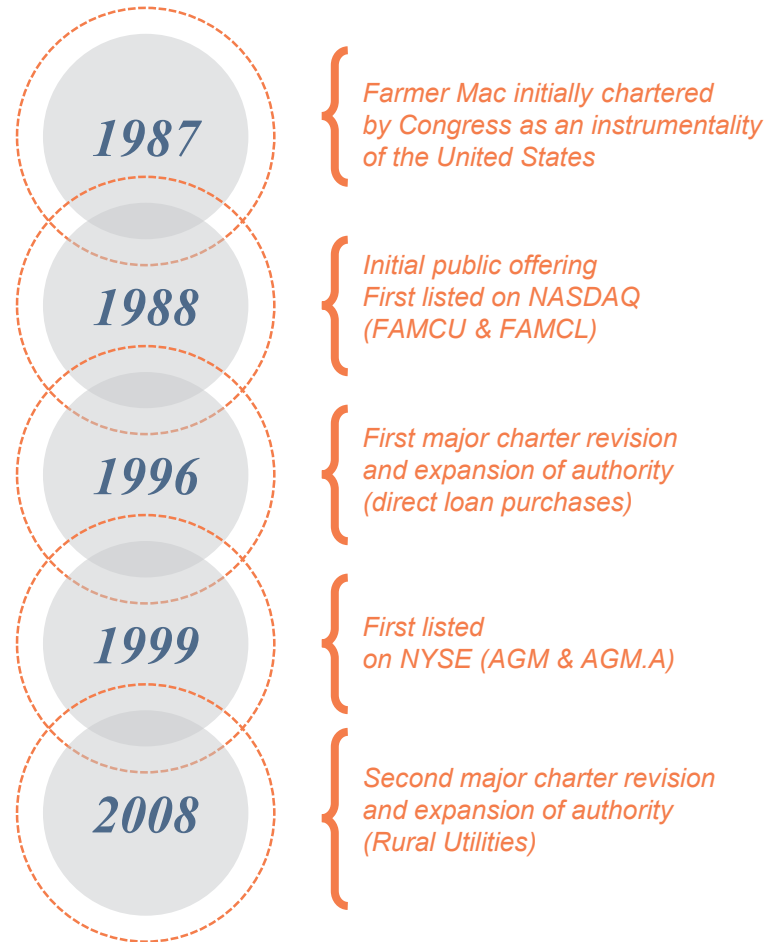 1987
Farmer Mac initially chartered
by Congress as an instrumentality
of the United States
1988
Initial public offering
First listed on NASDAQ
(FAMCU & FAMCL)
1996
First major charter revision
and expansion of authority
(direct loan purchases)
1999
First listed
on NYSE (AGM & AGM.A)
2008
Second major charter revision
and expansion of authority
(Rural Utilities)